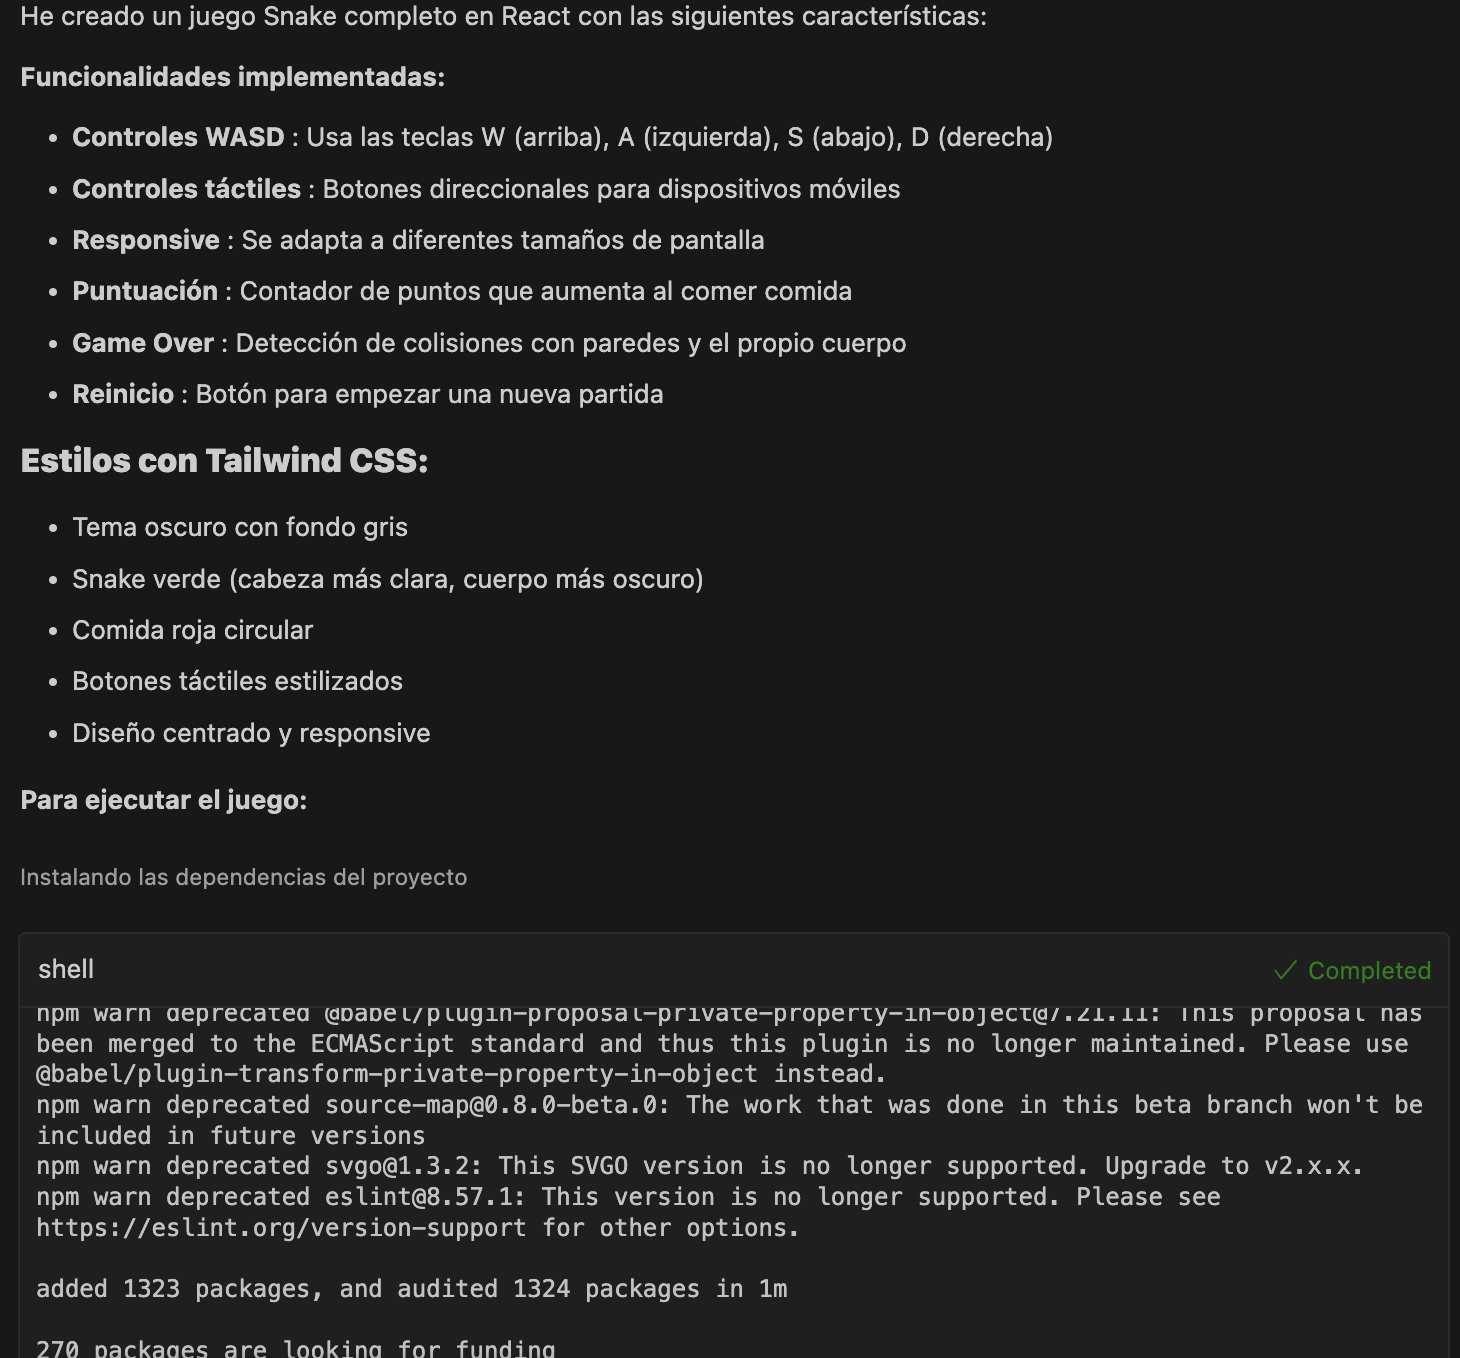 He creado un juego Snake completo en React con las siguientes características:
Funcionalidades implementadas:
• Controles WASD : Usa las teclas W (arriba), A (izquierda), S (abajo), D (derecha)
• Controles táctiles : Botones direccionales para dispositivos móviles
• Responsive : Se adapta a diferentes tamaños de pantalla
• Puntuación : Contador de puntos que aumenta al comer comida
• Game Over : Detección de colisiones con paredes y el propio cuerpo
• Reinicio : Botón para empezar una nueva partida
Estilos con Tailwind CSS:
• Tema oscuro con fondo gris
• Snake verde (cabeza más clara, cuerpo más oscuro)
• Comida roja circular
• Botones táctiles estilizados
• Diseño centrado y responsive
Para ejecutar el juego:
Instalando las dependencias del proyecto
shell
✓ Completed
npm warn deprecated @babel/plugin-proposal-private-property-in-object@7.21.11: This proposal has
been merged to the ECMAScript standard and thus this plugin is no longer maintained. Please use
@babel/plugin-transform-private-property-in-object instead.
npm warn deprecated source-map@0.8.0-beta.0: The work that was done in this beta branch won't be
included in future versions
npm warn deprecated svgo@1.3.2: This SVGO version is no longer supported. Upgrade to v2.x.x.
npm warn deprecated eslint@8.57.1: This version is no longer supported. Please see
https://eslint.org/version-support for other options.
added 1323 packages, and audited 1324 packages in 1m
270 packages are looking for funding